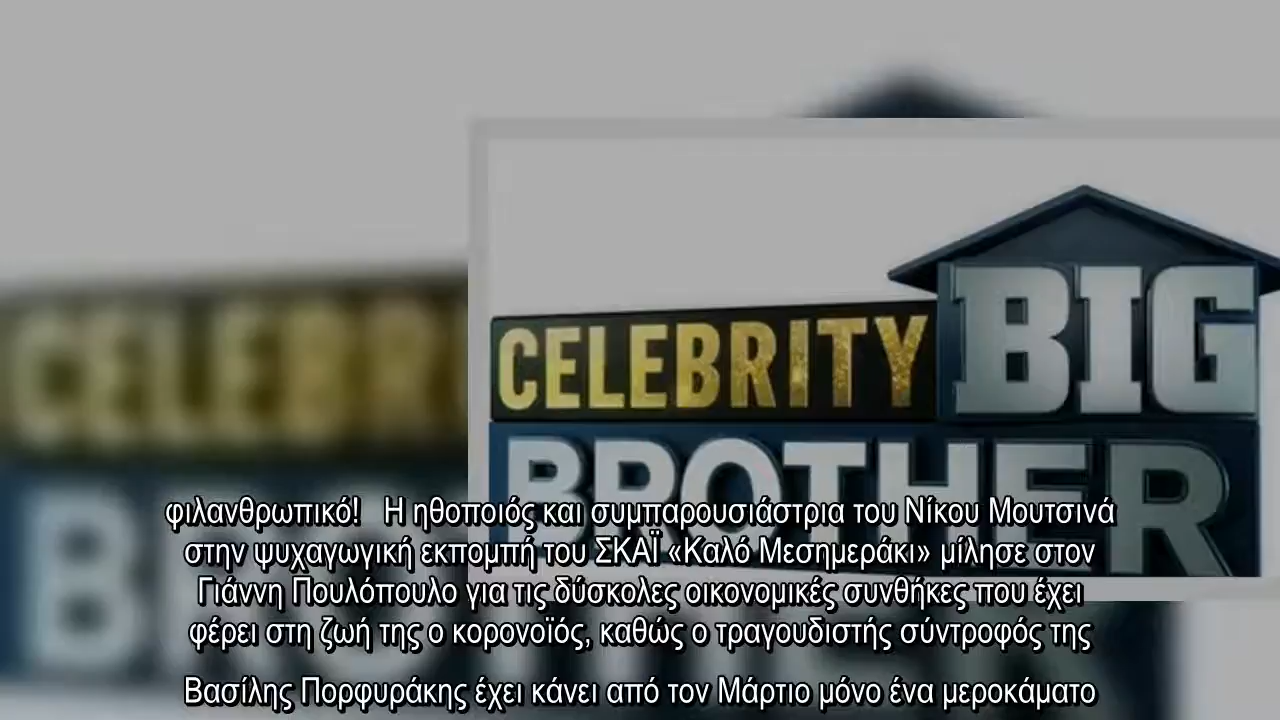 CELEBRITY BIG
BROTHER
φιλανθρωπικό! Η ηθοποιός και συμπαρουσιάστρια του Νίκου Μουτσινά
στην ψυχαγωγική εκπομπή του ΣΚΑΪ «Καλό Μεσημεράκι» μίλησε στον
Γιάννη Πουλόπουλο για τις δύσκολες οικονομικές συνθήκες που έχει
φέρει στη ζωή της ο κορονοϊός, καθώς ο τραγουδιστής σύντροφός της
Βασίλης Πορφυράκης έχει κάνει από τον Μάρτιο μόνο ένα μεροκάματο